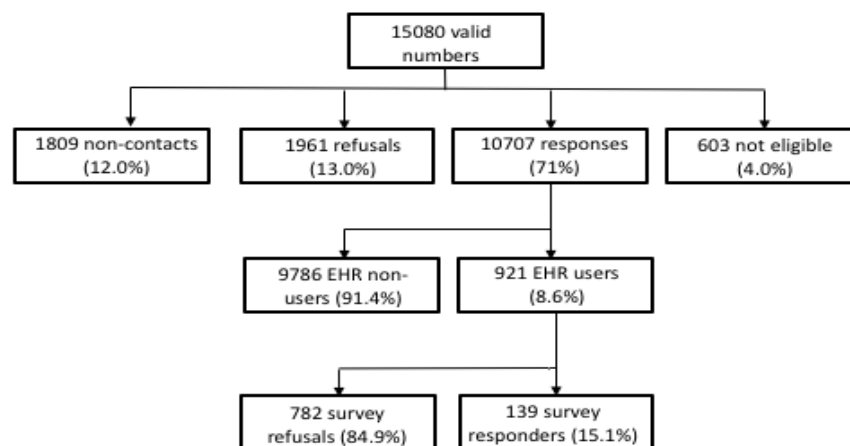 15080 valid
numbers
1809 non-contacts
(12.0%)
1961 refusals
(13.0%)
10707 responses
(71%)
603 not eligible
(4.0%)
9786 EHR non-
users (91.4%)
921 EHR users
(8.6%)
782 survey
refusals (84.9%)
139 survey
responders (15.1%)